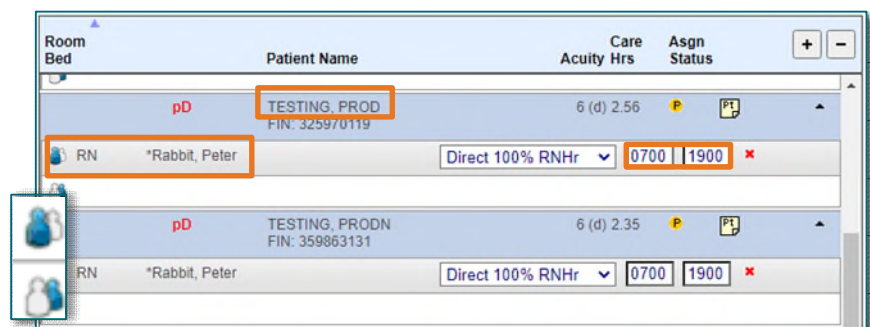 Room Bed Patient Name Acuity Care Hrs Asgn Status + -
pD TESTING, PROD 6 (d) 2.56 P Pt
FIN: 325970119
RN *Rabbit, Peter Direct 100% RNHr 0700 1900
pD TESTING, PRODN 6 (d) 2.35 P Pt
FIN: 359863131
RN *Rabbit, Peter Direct 100% RNHr 0700 1900